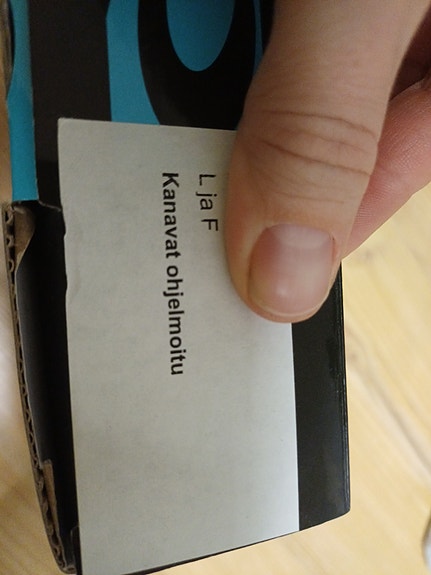 L ja F
Kanavat ohjelmoitu